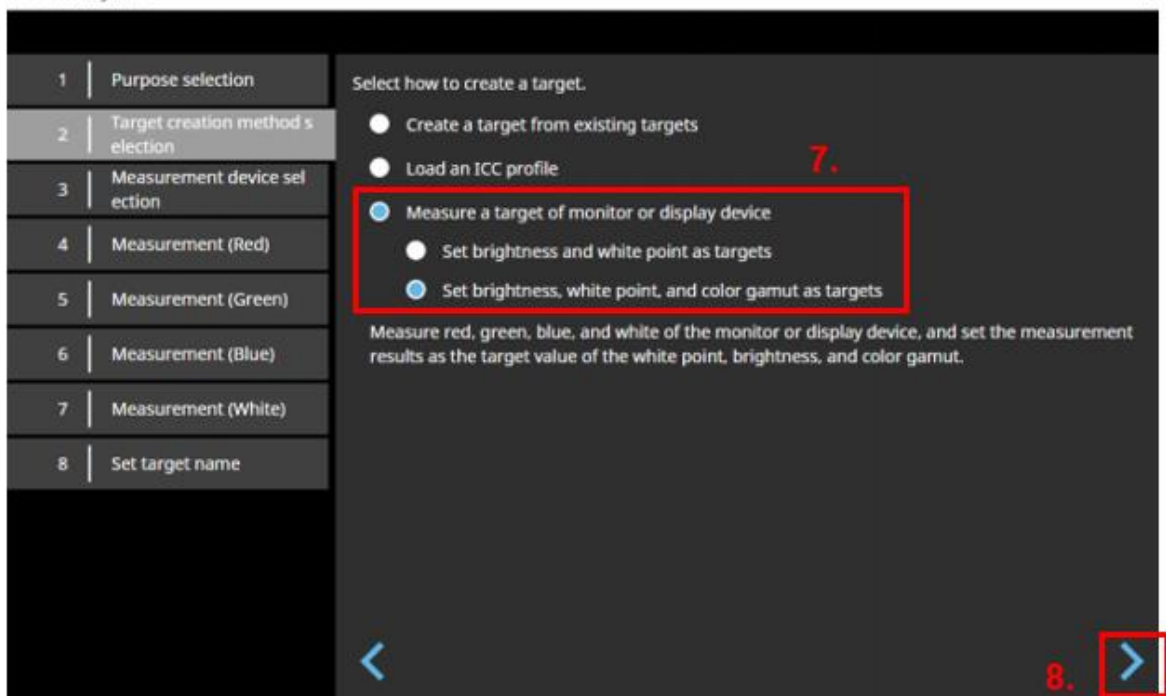 1 Purpose selection
2 Target creation method s
election
3 Measurement device sel
ection
4 Measurement (Red)
5 Measurement (Green)
6 Measurement (Blue)
7 Measurement (White)
8 Set target name
Select how to create a target.
Create a target from existing targets
7.
Load an ICC profile
Measure a target of monitor or display device
Set brightness and white point as targets
Set brightness, white point, and color gamut as targets
Measure red, green, blue, and white of the monitor or display device, and set the measurement
results as the target value of the white point, brightness, and color gamut.
8.